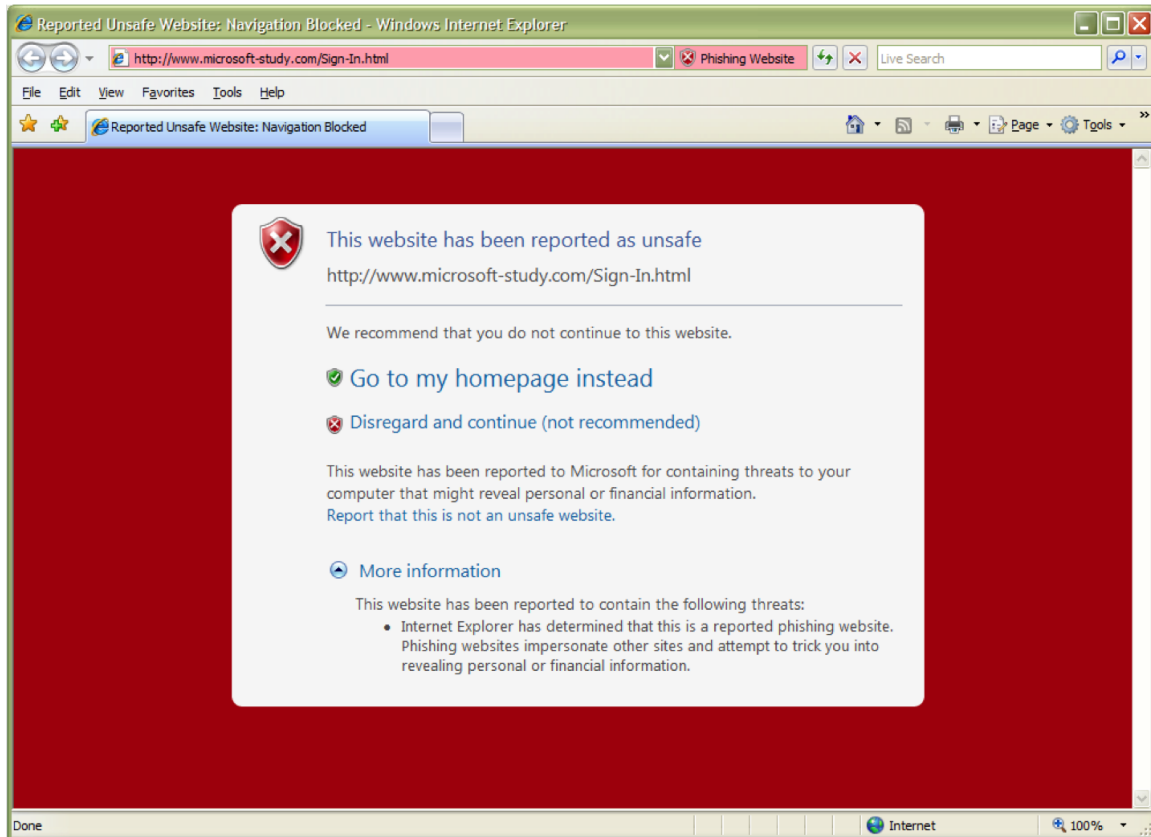 Reported Unsafe Website: Navigation Blocked - Windows Internet Explorer
http://www.microsoft-study.com/Sign-In.html Phishing Website Live Search
File Edit View Favorites Tools Help
Reported Unsafe Website: Navigation Blocked Page Tools »
This website has been reported as unsafe
http://www.microsoft-study.com/Sign-In.html
We recommend that you do not continue to this website.
Go to my homepage instead
Disregard and continue (not recommended)
This website has been reported to Microsoft for containing threats to your
computer that might reveal personal or financial information.
Report that this is not an unsafe website.
More information
This website has been reported to contain the following threats:
• Internet Explorer has determined that this is a reported phishing website.
Phishing websites impersonate other sites and attempt to trick you into
revealing personal or financial information.
Done Internet 100%